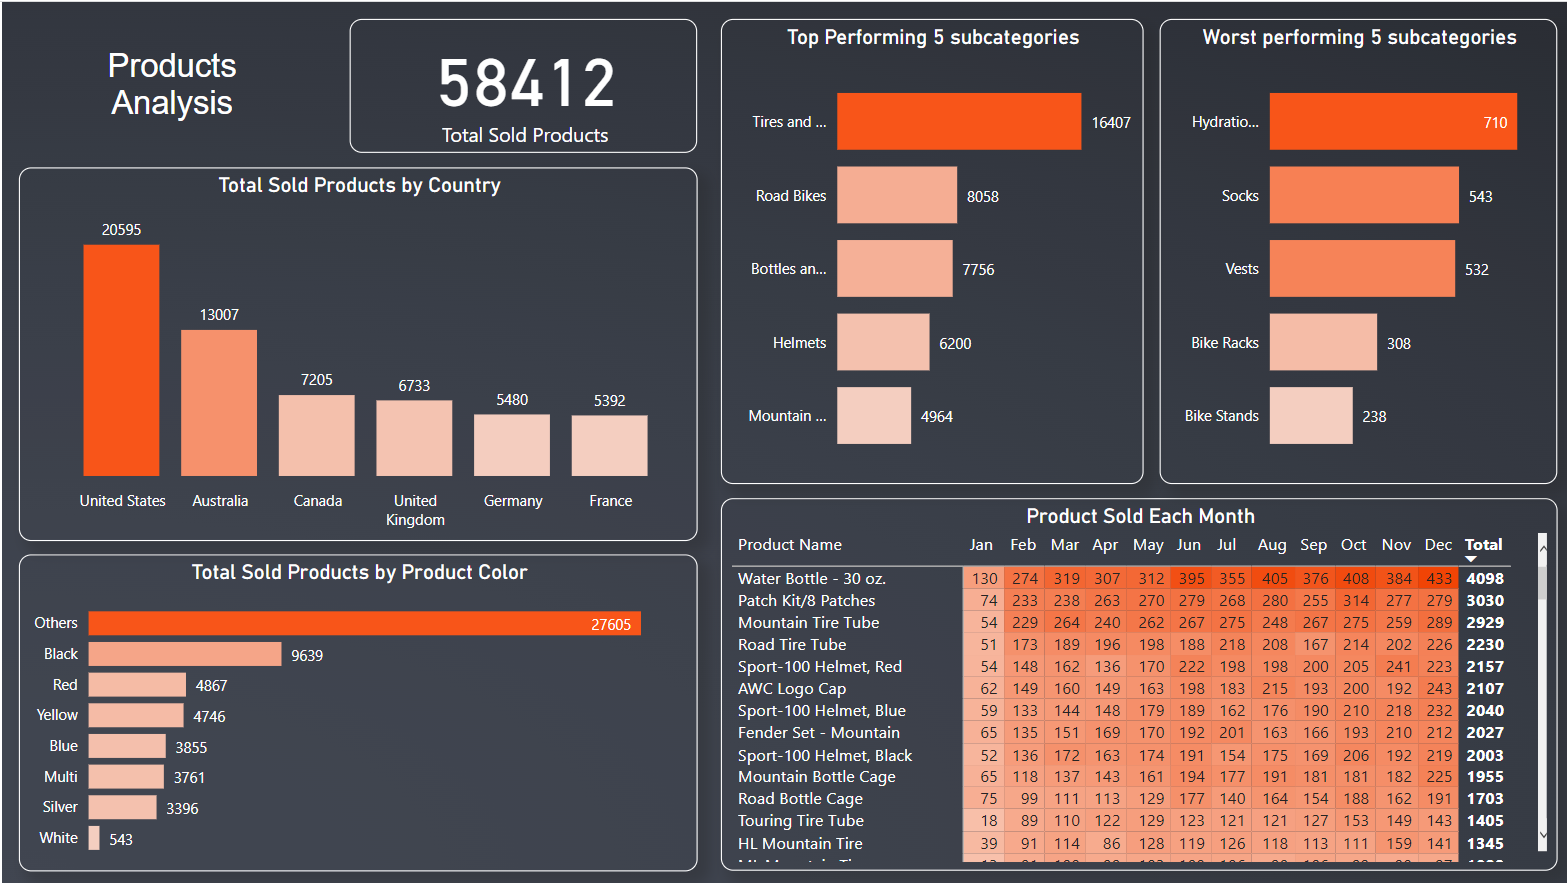 Products
Analysis
58412
Total Sold Products
Total Sold Products by Country
20595
13007
7205
6733
5480
5392
United States
Australia
Canada
United
Kingdom
Germany
France
Total Sold Products by Product Color
Others 27605
Black 9639
Red 4867
Yellow 4746
Blue 3855
Multi 3761
Silver 3396
White 543
Top Performing 5 subcategories
Tires and ... 16407
Road Bikes 8058
Bottles an... 7756
Helmets 6200
Mountain ... 4964
Worst performing 5 subcategories
Hydratio... 710
Socks 543
Vests 532
Bike Racks 308
Bike Stands 238
Product Sold Each Month
Product Name Jan Feb Mar Apr May Jun Jul Aug Sep Oct Nov Dec Total
Water Bottle - 30 oz. 130 274 319 307 312 395 355 405 376 408 384 433 4098
Patch Kit/8 Patches 74 233 238 263 270 279 268 280 255 314 277 279 3030
Mountain Tire Tube 54 229 264 240 262 267 275 248 267 275 259 289 2929
Road Tire Tube 51 173 189 196 198 188 218 208 167 214 202 226 2230
Sport-100 Helmet, Red 54 148 162 136 170 222 198 198 200 205 241 223 2157
AWC Logo Cap 62 149 160 149 163 198 183 215 193 200 192 243 2107
Sport-100 Helmet, Blue 59 133 144 148 179 189 162 176 190 210 218 232 2040
Fender Set - Mountain 65 135 151 169 170 192 201 163 166 193 210 212 2027
Sport-100 Helmet, Black 52 136 172 163 174 191 154 175 169 206 192 219 2003
Mountain Bottle Cage 65 118 137 143 161 194 177 191 181 181 182 225 1955
Road Bottle Cage 75 99 111 113 129 177 140 164 154 188 162 191 1703
Touring Tire Tube 18 89 110 122 129 123 121 121 127 153 149 143 1405
HL Mountain Tire 39 91 114 86 128 119 126 118 113 111 159 141 1345